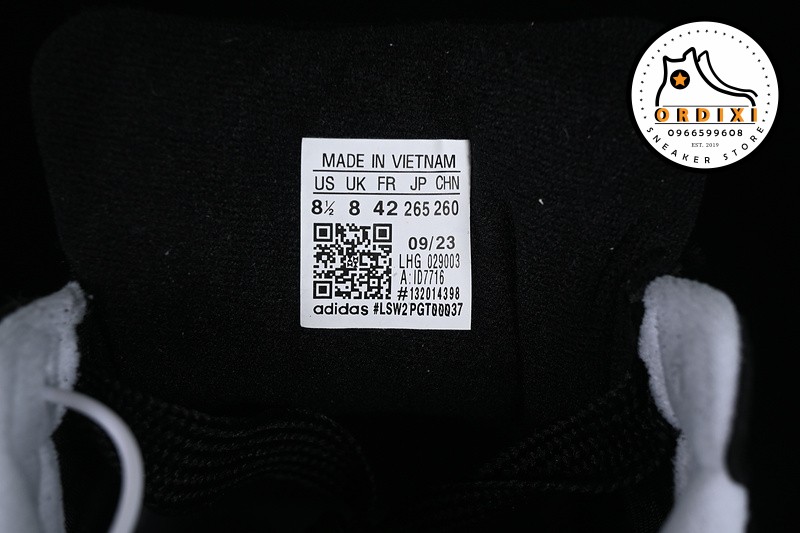 ORDIXI
0966599608
EST. 2019
SNEAKER STORE
MADE IN VIETNAM
US UK FR JP CHN
8½ 8 42 265 260
09/23
LHG 029003
A: ID7716
#132014398
adidas #LSW2PGT00037